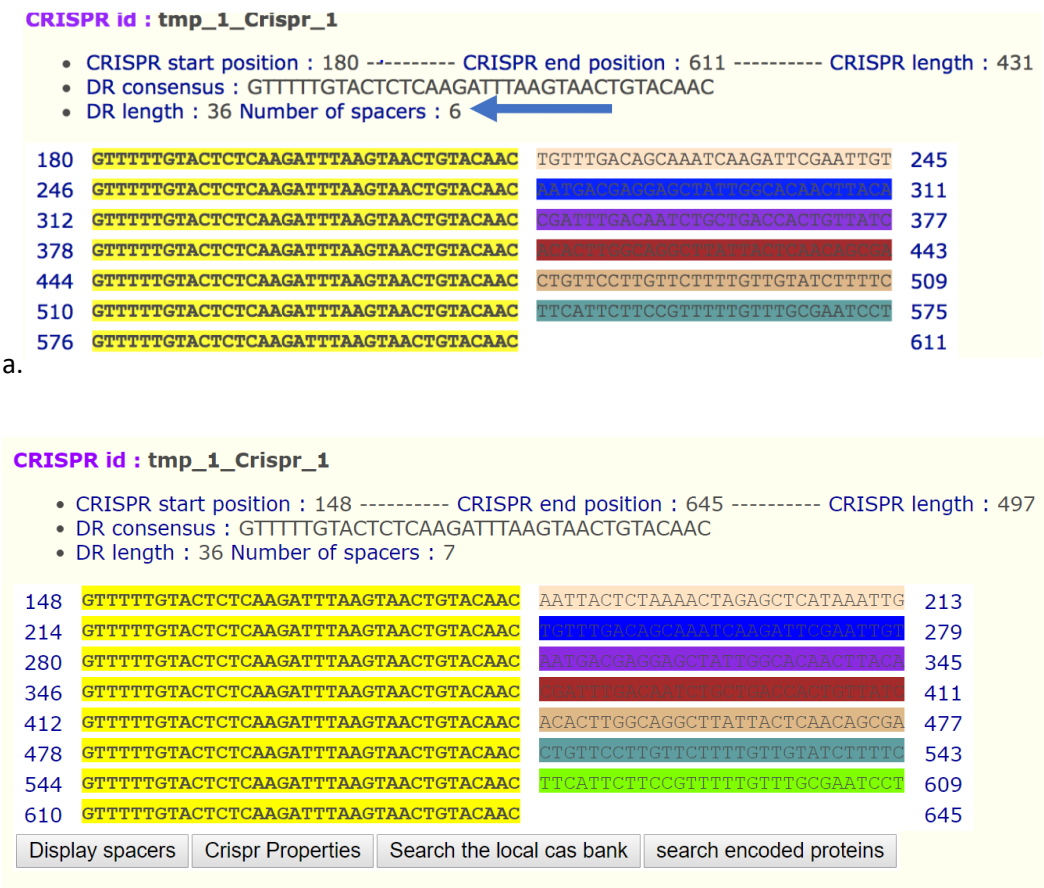 CRISPR id : tmp_1_Crispr_1
• CRISPR start position : 180 ---------- CRISPR end position : 611 ---------- CRISPR length : 431
• DR consensus : GTTTTTGTACTCTCAAGATTTAAGTAACTGTACAAC
• DR length : 36 Number of spacers : 6
180 GTTTTTGTACTCTCAAGATTTAAGTAACTGTACAAC TGTTTGACAGCAAATCAAGATTCGAATTGT 245
246 GTTTTTGTACTCTCAAGATTTAAGTAACTGTACAAC AATGACGAGGAGCTATTGGCACAACTTACA 311
312 GTTTTTGTACTCTCAAGATTTAAGTAACTGTACAAC CGATTTGACAATCTGCTGACCACTGTTATC 377
378 GTTTTTGTACTCTCAAGATTTAAGTAACTGTACAAC ACACTTGGCAGGCTTATTACTCAACAGCGA 443
444 GTTTTTGTACTCTCAAGATTTAAGTAACTGTACAAC CTGTTCCTTGTTCTTTTGTTGTATCTTTTC 509
510 GTTTTTGTACTCTCAAGATTTAAGTAACTGTACAAC TTCATTCTTCCGTTTTTGTTTGCGAATCCT 575
576 GTTTTTGTACTCTCAAGATTTAAGTAACTGTACAAC 611
a.
CRISPR id : tmp_1_Crispr_1
• CRISPR start position : 148 ---------- CRISPR end position : 645 ---------- CRISPR length : 497
• DR consensus : GTTTTTGTACTCTCAAGATTTAAGTAACTGTACAAC
• DR length : 36 Number of spacers : 7
148 GTTTTTGTACTCTCAAGATTTAAGTAACTGTACAAC AATTACTCTAAAACTAGAGCTCATAAATTG 213
214 GTTTTTGTACTCTCAAGATTTAAGTAACTGTACAAC TGTTTGACAGCAAATCAAGATTCGAATTGT 279
280 GTTTTTGTACTCTCAAGATTTAAGTAACTGTACAAC AATGACGAGGAGCTATTGGCACAACTTACA 345
346 GTTTTTGTACTCTCAAGATTTAAGTAACTGTACAAC CGATTTGACAATCTGCTGACCACTGTTATC 411
412 GTTTTTGTACTCTCAAGATTTAAGTAACTGTACAAC ACACTTGGCAGGCTTATTACTCAACAGCGA 477
478 GTTTTTGTACTCTCAAGATTTAAGTAACTGTACAAC CTGTTCCTTGTTCTTTTGTTGTATCTTTTC 543
544 GTTTTTGTACTCTCAAGATTTAAGTAACTGTACAAC TTCATTCTTCCGTTTTTGTTTGCGAATCCT 609
610 GTTTTTGTACTCTCAAGATTTAAGTAACTGTACAAC 645
Display spacers Crispr Properties Search the local cas bank search encoded proteins